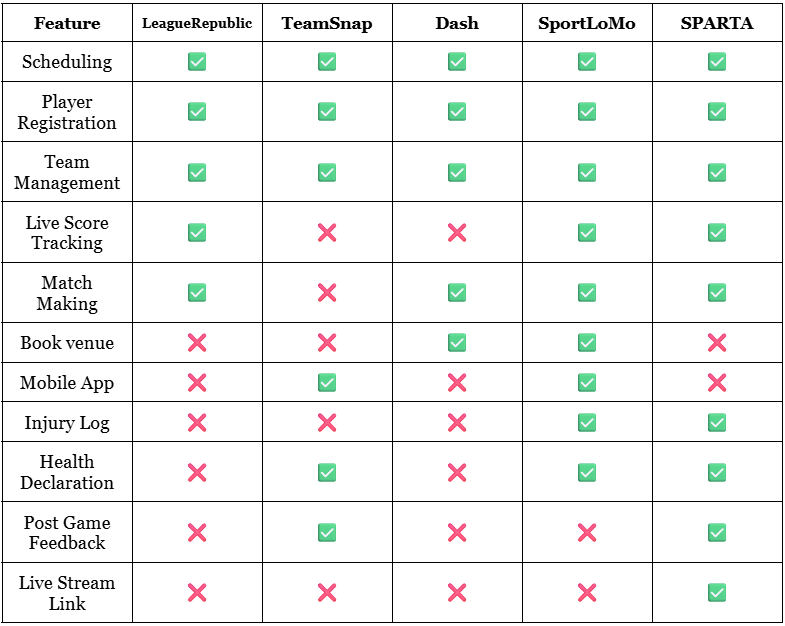 Feature LeagueRepublic TeamSnap Dash SportLoMo SPARTA
Scheduling ✅ ✅ ✅ ✅ ✅
Player
Registration ✅ ✅ ✅ ✅ ✅
Team
Management ✅ ✅ ✅ ✅ ✅
Live Score
Tracking ✅ ❌ ❌ ✅ ✅
Match
Making ✅ ❌ ✅ ✅ ✅
Book venue ❌ ❌ ✅ ✅ ❌
Mobile App ❌ ✅ ❌ ✅ ❌
Injury Log ❌ ❌ ❌ ✅ ✅
Health
Declaration ❌ ✅ ❌ ✅ ✅
Post Game
Feedback ❌ ✅ ❌ ❌ ✅
Live Stream
Link ❌ ❌ ❌ ❌ ✅